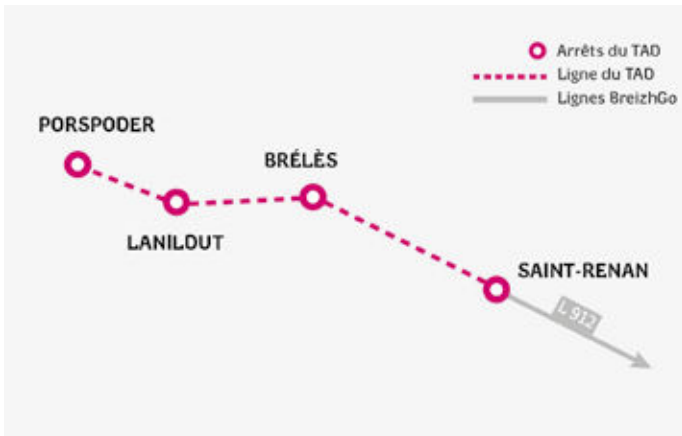 Arrêts du TAD
Ligne du TAD
Lignes BreizhGo
PORSPODER
BRÉLÈS
LANILDUT
SAINT-RENAN
L 912